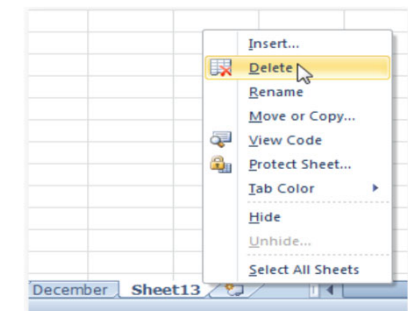 Insert...
Delete
Rename
Move or Copy...
View Code
Protect Sheet...
Tab Color
Hide
Unhide...
Select All Sheets
December Sheet13